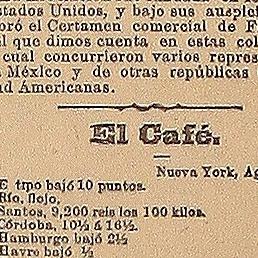 stados Unidos, y bajo sus auspici
oró el Certamen comercial de F
l que dimos cuenta en estas col
cual concurrieron varios repres
México y de otras repúblicas
d Americanas.
El Café.
Nueva York, Ag
E tipo bajó 10 puntos.
Río, flojo,
Santos, 9,200 reis los 100 kilos.
Córdoba, 10½ á 16½.
Hamburgo bajó 2½
Havre bajó ½